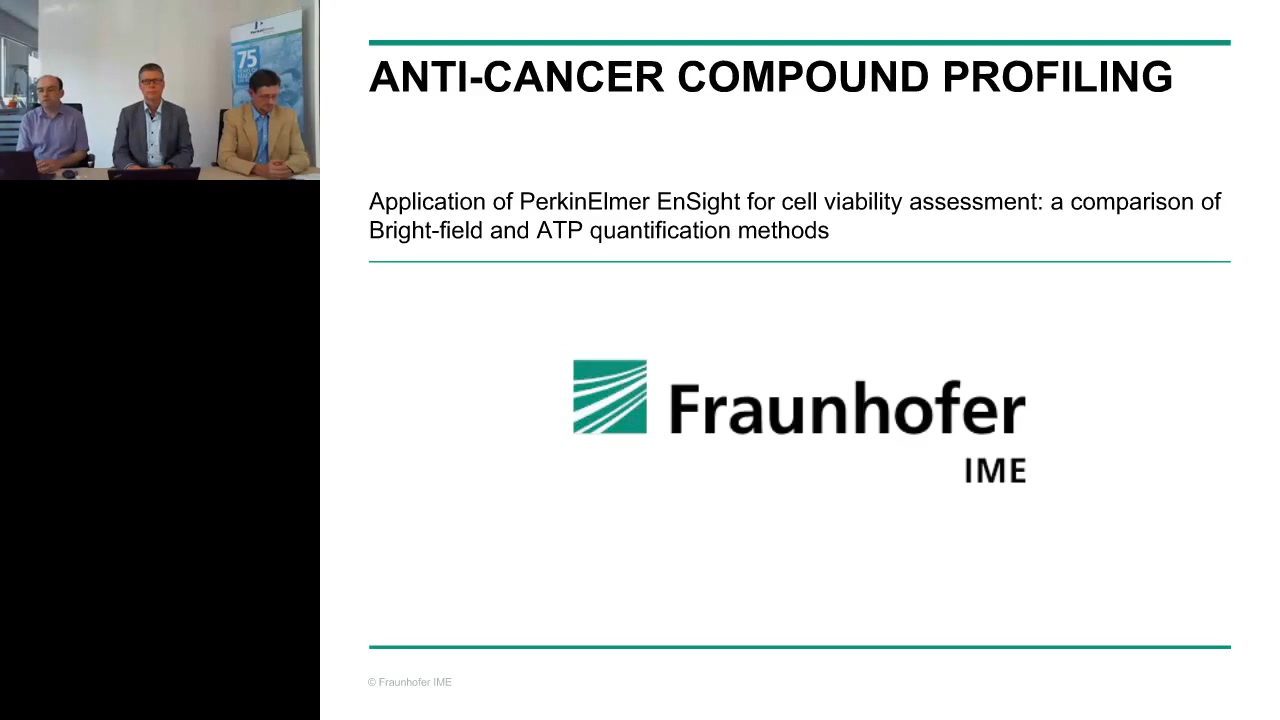 75
ANTI-CANCER COMPOUND PROFILING
Application of PerkinElmer EnSight for cell viability assessment: a comparison of
Bright-field and ATP quantification methods
Fraunhofer
IME
© Fraunhofer IME